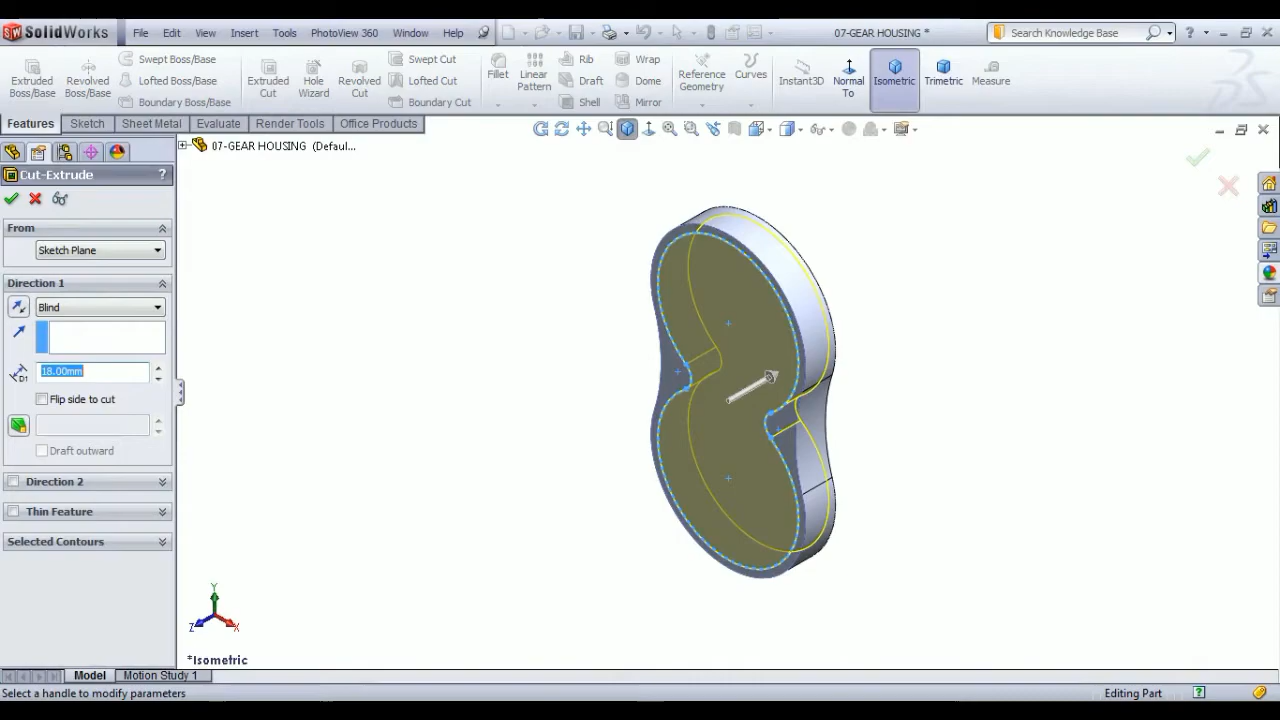 SW SolidWorks File Edit View Insert Tools PhotoView 360 Window Help 07-GEAR HOUSING * Search Knowledge Base ?
Extruded Boss/Base
Revolved Boss/Base
Swept Boss/Base
Lofted Boss/Base
Boundary Boss/Base
Extruded Cut
Hole Wizard
Revolved Cut
Swept Cut
Lofted Cut
Boundary Cut
Fillet
Linear Pattern
Rib
Draft
Shell
Wrap
Dome
Mirror
Reference Geometry
Curves
Instant3D
Normal To
Isometric
Trimetric
Measure
Features Sketch Sheet Metal Evaluate Render Tools Office Products
07-GEAR HOUSING (Defaul...
Cut-Extrude ?
From
Sketch Plane
Direction 1
Blind
D1 18.00mm
Flip side to cut
Draft outward
Direction 2
Thin Feature
Selected Contours
Y
Z X
*Isometric
Model Motion Study 1
Select a handle to modify parameters Editing Part ?